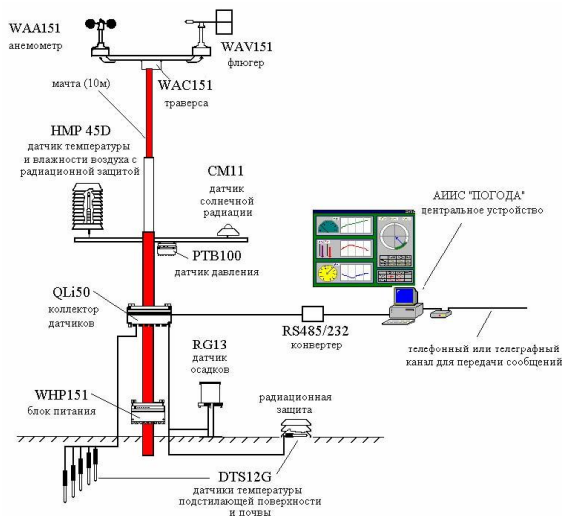 WAA151
анемометр
WAV151
флюгер
WAC151
траверса
мачта (10м)
HMP 45D
датчик температуры
и влажности воздуха с
радиационной защитой
CM11
датчик
солнечной
радиации
АИИС "ПОГОДА"
центральное устройство
PTB100
датчик давления
QLi50
коллектор
датчиков
RS485/232
конвертер
RG13
датчик
осадков
телефонный или телеграфный
канал для передачи сообщений
WHP151
блок питания
радиационная
защита
DTS12G
датчики температуры
подстилающей поверхности
и почвы